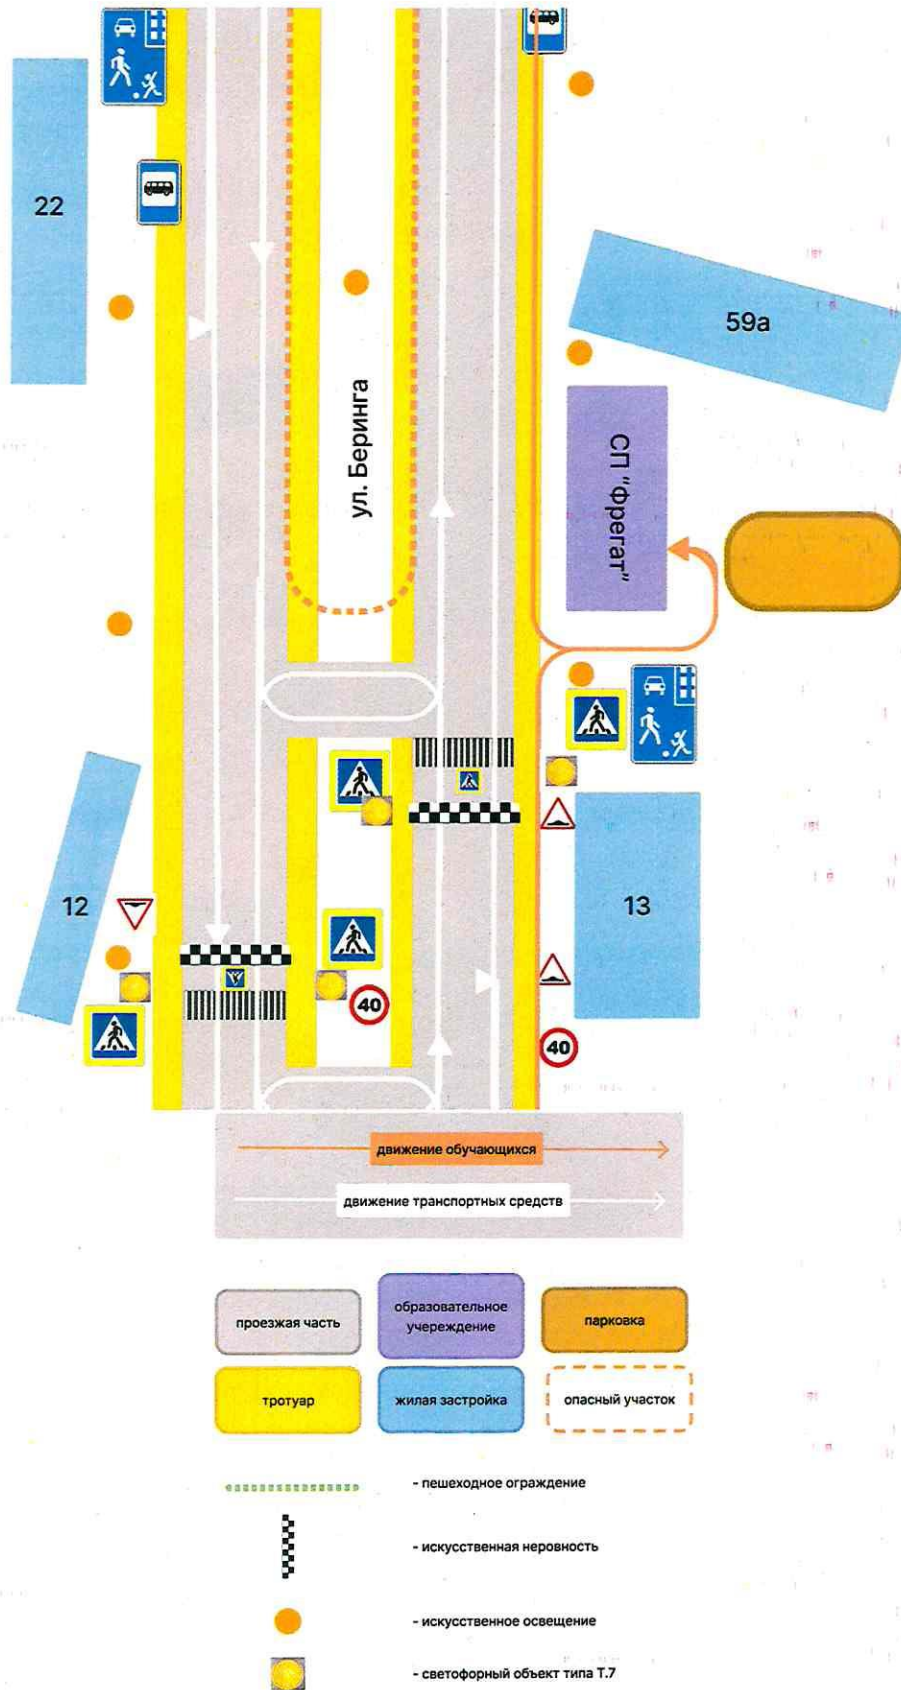 22
59а
ул. Беринга
СП "Фрегат"
12
13
40
40
движение обучающихся
движение транспортных средств
проезжая часть
образовательное
учереждение
парковка
тротуар
жилая застройка
опасный участок
- пешеходное ограждение
- искусственная неровность
- искусственное освещение
- светофорный объект типа Т.7